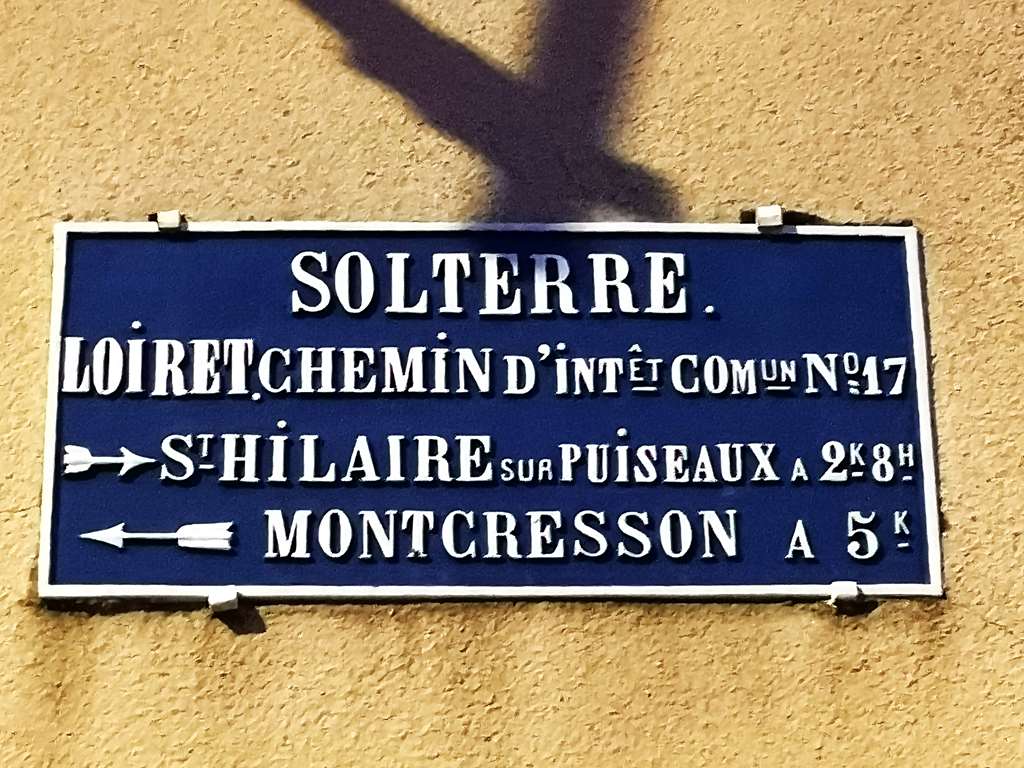 SOLTERRE.
LOIRET. CHEMIN D'INTÊT COMUN No 17
ST HILAIRE SUR PUISEAUX A 2K 8H
MONTCRESSON A 5K